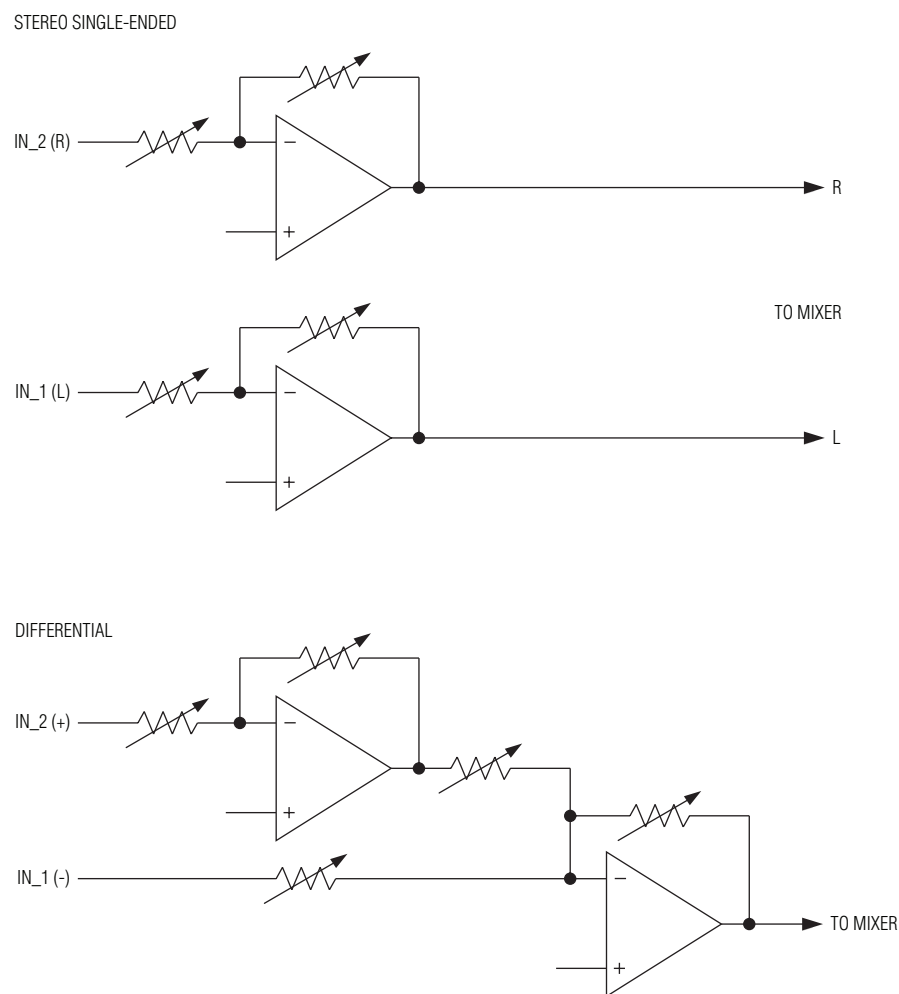 STEREO SINGLE-ENDED
IN_2 (R)
−
+
R
TO MIXER
IN_1 (L)
−
+
L
DIFFERENTIAL
IN_2 (+)
−
+
IN_1 (-)
−
+
TO MIXER